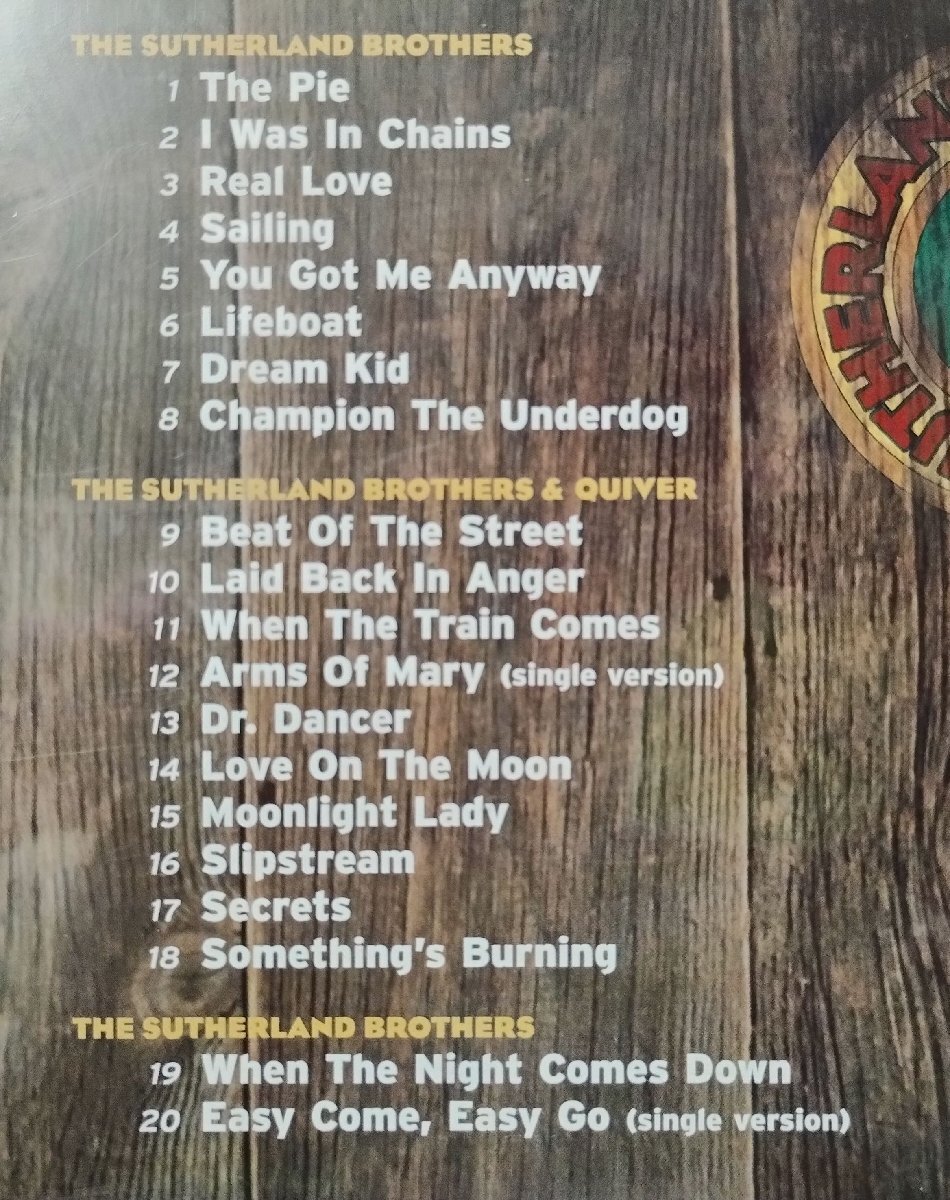 THE SUTHERLAND BROTHERS
1 The Pie
2 I Was In Chains
3 Real Love
4 Sailing
5 You Got Me Anyway
6 Lifeboat
7 Dream Kid
8 Champion The Underdog
THE SUTHERLAND BROTHERS & QUIVER
9 Beat Of The Street
10 Laid Back In Anger
11 When The Train Comes
12 Arms Of Mary (single version)
13 Dr. Dancer
14 Love On The Moon
15 Moonlight Lady
16 Slipstream
17 Secrets
18 Something's Burning
THE SUTHERLAND BROTHERS
19 When The Night Comes Down
20 Easy Come, Easy Go (single version)
UTHERLAN